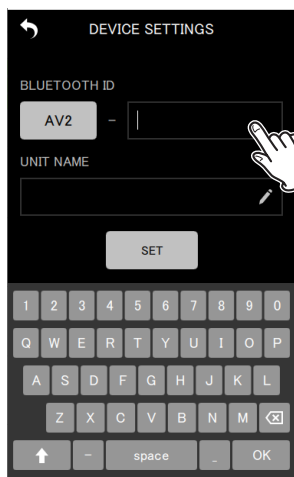 DEVICE SETTINGS
BLUETOOTH ID
AV2 –
UNIT NAME
SET
1 2 3 4 5 6 7 8 9 0
Q W E R T Y U I O P
A S D F G H J K L
Z X C V B N M
– space _ OK